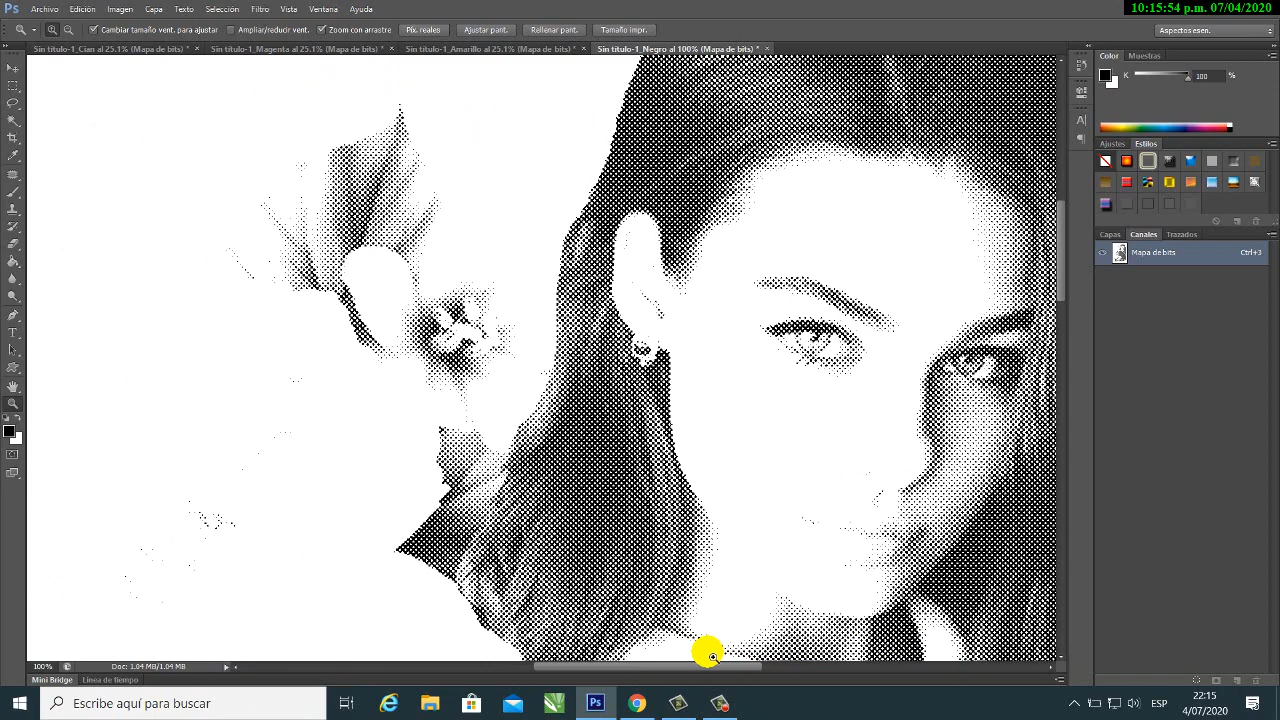 10:15:54 p.m. 07/04/2020
Ps Archivo Edición Imagen Capa Texto Selección Filtro Vista Ventana Ayuda
Cambiar tamaño vent. para ajustar Ampliar/reducir vent. Zoom con arrastre Píx. reales Ajustar pant. Rellenar pant. Tamaño impr. Aspectos esen.
Sin título-1_Cian al 25.1% (Mapa de bits) * × Sin título-1_Magenta al 25.1% (Mapa de bits) * × Sin título-1_Amarillo al 25.1% (Mapa de bits) * × Sin título-1_Negro al 100% (Mapa de bits) * ×
Color Muestras
K 100 %
Ajustes Estilos
Capas Canales Trazados
Mapa de bits Ctrl+3
100% Doc: 1.04 MB/1.04 MB
Mini Bridge Línea de tiempo
Escribe aquí para buscar
Ps
ESP
22:15
4/07/2020